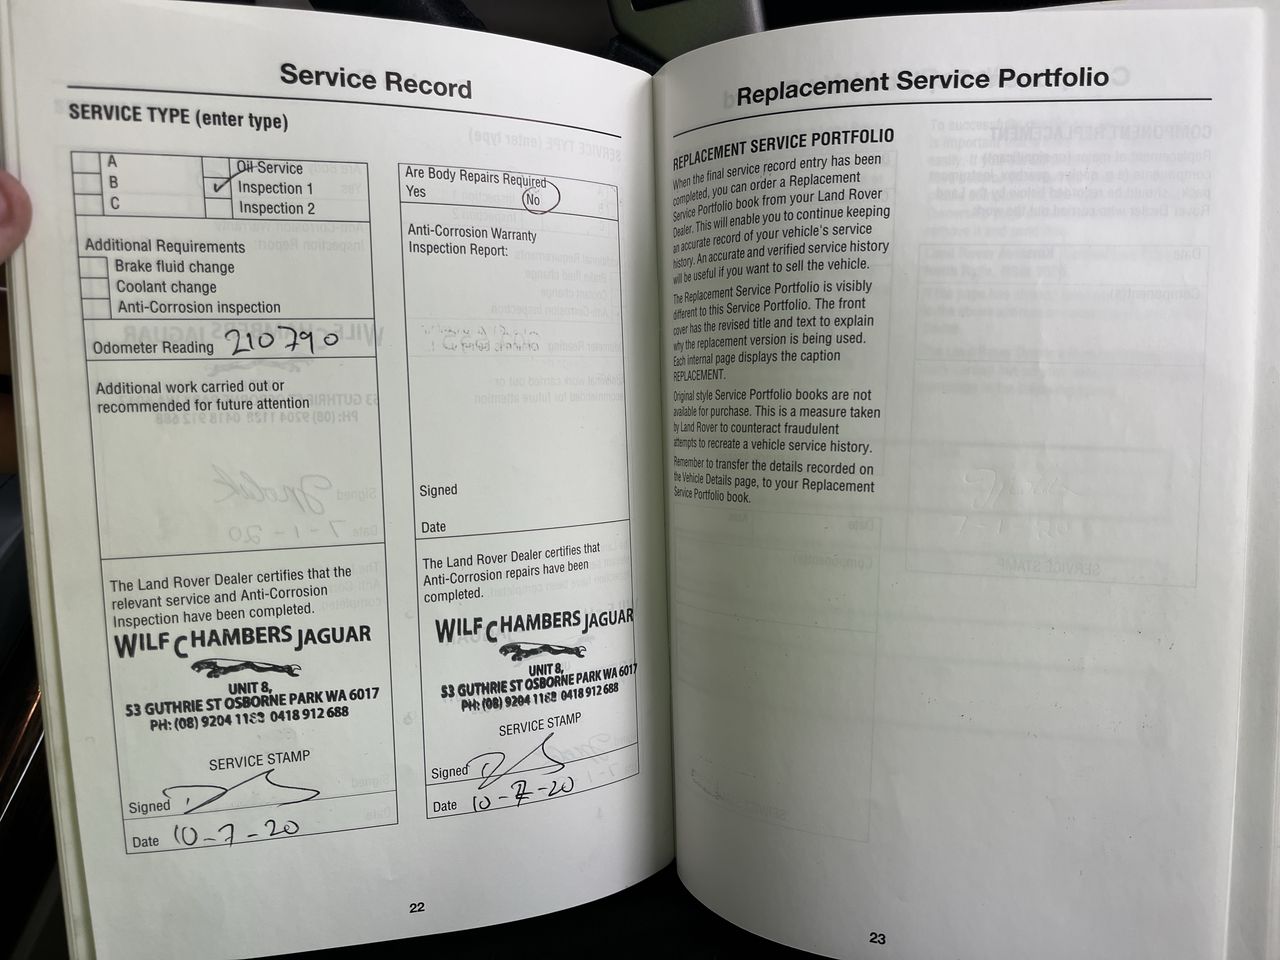 Service Record
SERVICE TYPE (enter type)
A
B
C
Oil Service
Inspection 1
Inspection 2
Additional Requirements
Brake fluid change
Coolant change
Anti-Corrosion inspection
Odometer Reading 210790
Additional work carried out or
recommended for future attention
The Land Rover Dealer certifies that the
relevant service and Anti-Corrosion
Inspection have been completed.
WILF CHAMBERS JAGUAR
UNIT 8,
53 GUTHRIE ST OSBORNE PARK WA 6017
PH: (08) 9204 1188 0418 912 688
SERVICE STAMP
Signed
Date 10-7-20
Are Body Repairs Required
Yes No
Anti-Corrosion Warranty
Inspection Report:
Signed
Date
The Land Rover Dealer certifies that
Anti-Corrosion repairs have been
completed.
WILF CHAMBERS JAGUAR
UNIT 8,
53 GUTHRIE ST OSBORNE PARK WA 6017
PH: (08) 9204 1188 0418 912 688
SERVICE STAMP
Signed
Date 10-7-20
22
Replacement Service Portfolio
REPLACEMENT SERVICE PORTFOLIO
When the final service record entry has been
completed, you can order a Replacement
Service Portfolio book from your Land Rover
Dealer. This will enable you to continue keeping
an accurate record of your vehicle's service
history. An accurate and verified service history
will be useful if you want to sell the vehicle.
The Replacement Service Portfolio is visibly
different to this Service Portfolio. The front
cover has the revised title and text to explain
why the replacement version is being used.
Each internal page displays the caption
REPLACEMENT.
Original style Service Portfolio books are not
available for purchase. This is a measure taken
by Land Rover to counteract fraudulent
attempts to recreate a vehicle service history.
Remember to transfer the details recorded on
the Vehicle Details page, to your Replacement
Service Portfolio book.
23